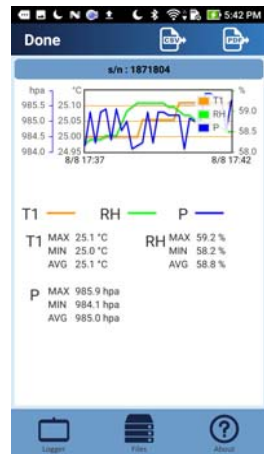 5:42 PM
Done CSV PDF
s/n : 1871804
hpa °C %
985.5 25.10 T1 59.0
985.0 25.05 RH
984.5 25.00 P 58.5
984.0 24.95 58.0
8/8 17:37 8/8 17:42
T1 RH P
T1 MAX 25.1 °C RH MAX 59.2 %
MIN 25.0 °C MIN 58.2 %
AVG 25.1 °C AVG 58.8 %
P MAX 985.9 hpa
MIN 984.1 hpa
AVG 985.0 hpa
Logger Files About